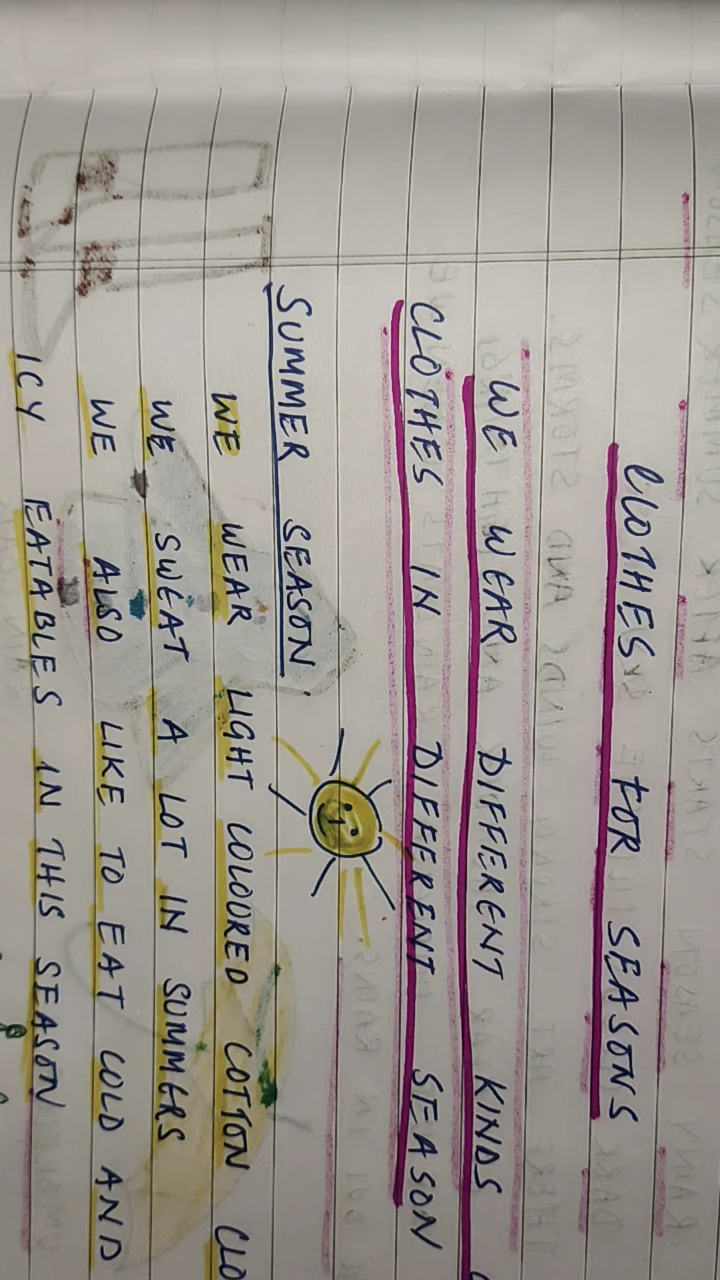 CLOTHES FOR SEASONS
WE WEAR DIFFERENT KINDS
CLOTHES IN DIFFERENT SEASON
SUMMER SEASON
WE WEAR LIGHT COLOURED COTTON CLO
WE SWEAT A LOT IN SUMMERS
WE ALSO LIKE TO EAT COLD AND
ICY EATABLES IN THIS SEASON